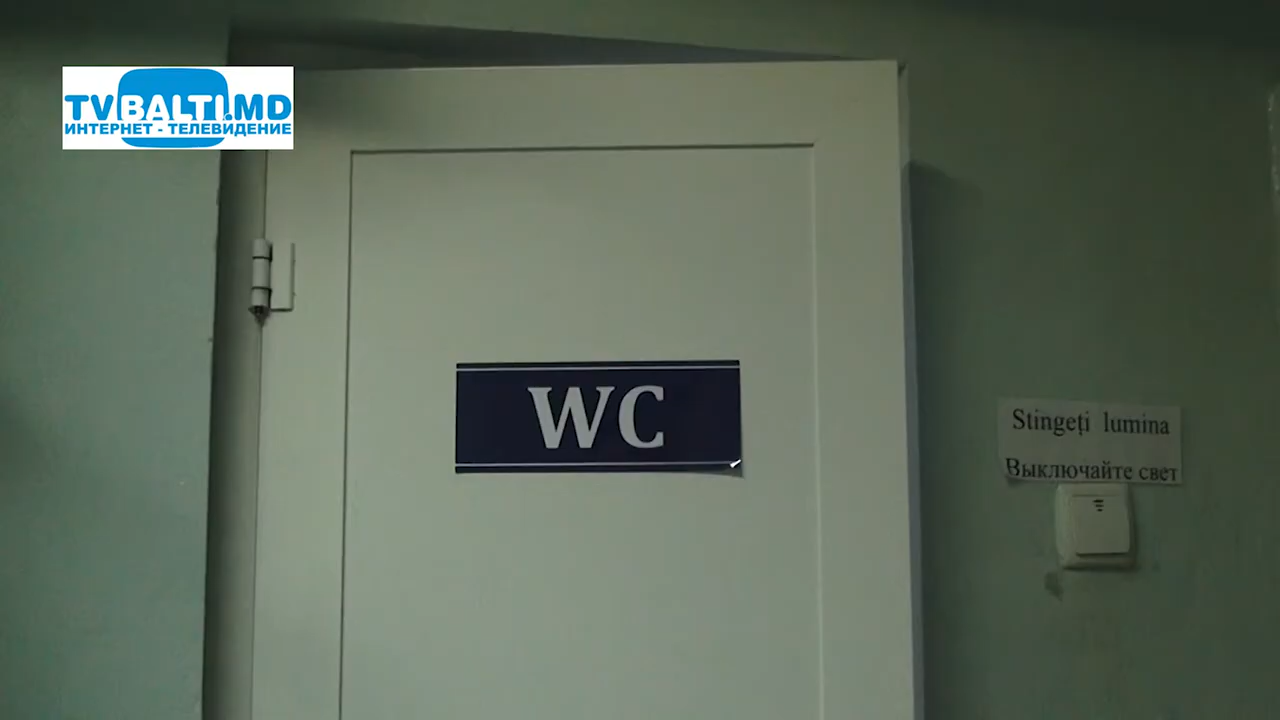 TVBALTI.MD
ИНТЕРНЕТ - ТЕЛЕВИДЕНИЕ
WC
Stingeți lumina
Выключайте свет